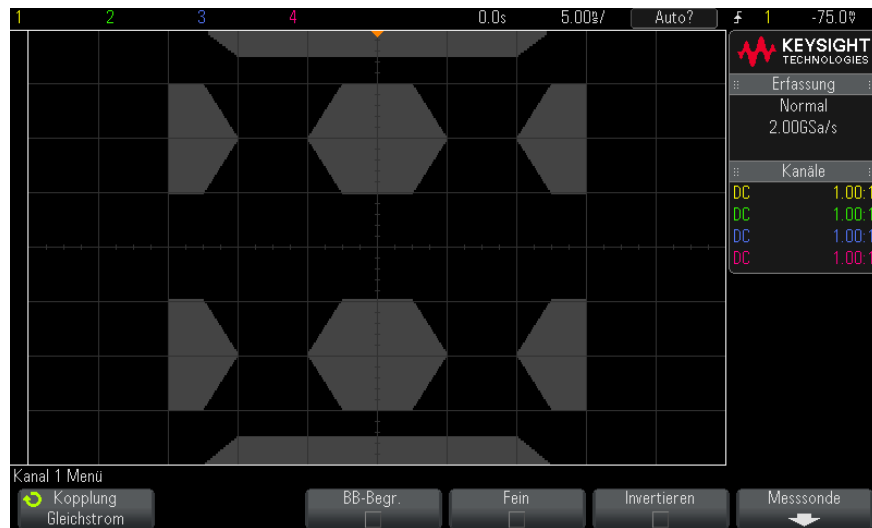 1 2 3 4 0.0s 5.00⁠ns/ Auto? 1 -75.0V
KEYSIGHT
TECHNOLOGIES
Erfassung
Normal
2.00GSa/s
Kanäle
DC 1.00:1
DC 1.00:1
DC 1.00:1
DC 1.00:1
Kanal 1 Menü
Kopplung
Gleichstrom
BB-Begr.
Fein
Invertieren
Messsonde